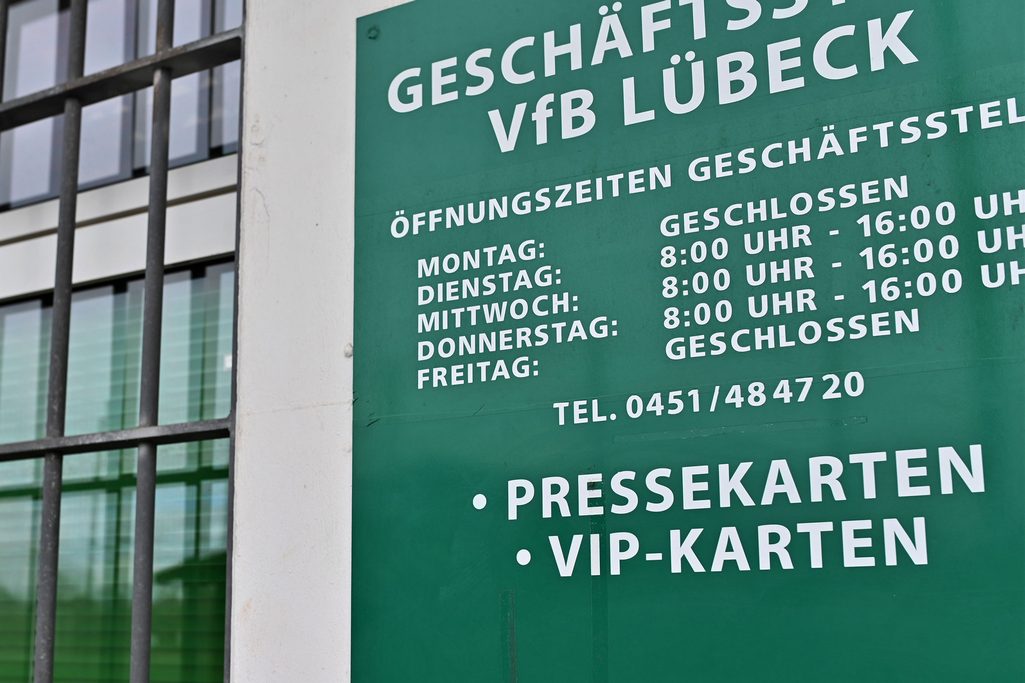 GESCHÄFTSST
VfB LÜBECK
ÖFFNUNGSZEITEN GESCHÄFTSSTEL
MONTAG: GESCHLOSSEN
DIENSTAG: 8:00 UHR - 16:00 UH
MITTWOCH: 8:00 UHR - 16:00 UH
DONNERSTAG: 8:00 UHR - 16:00 UH
FREITAG: GESCHLOSSEN
TEL. 0451/48 47 20
• PRESSEKARTEN
• VIP-KARTEN